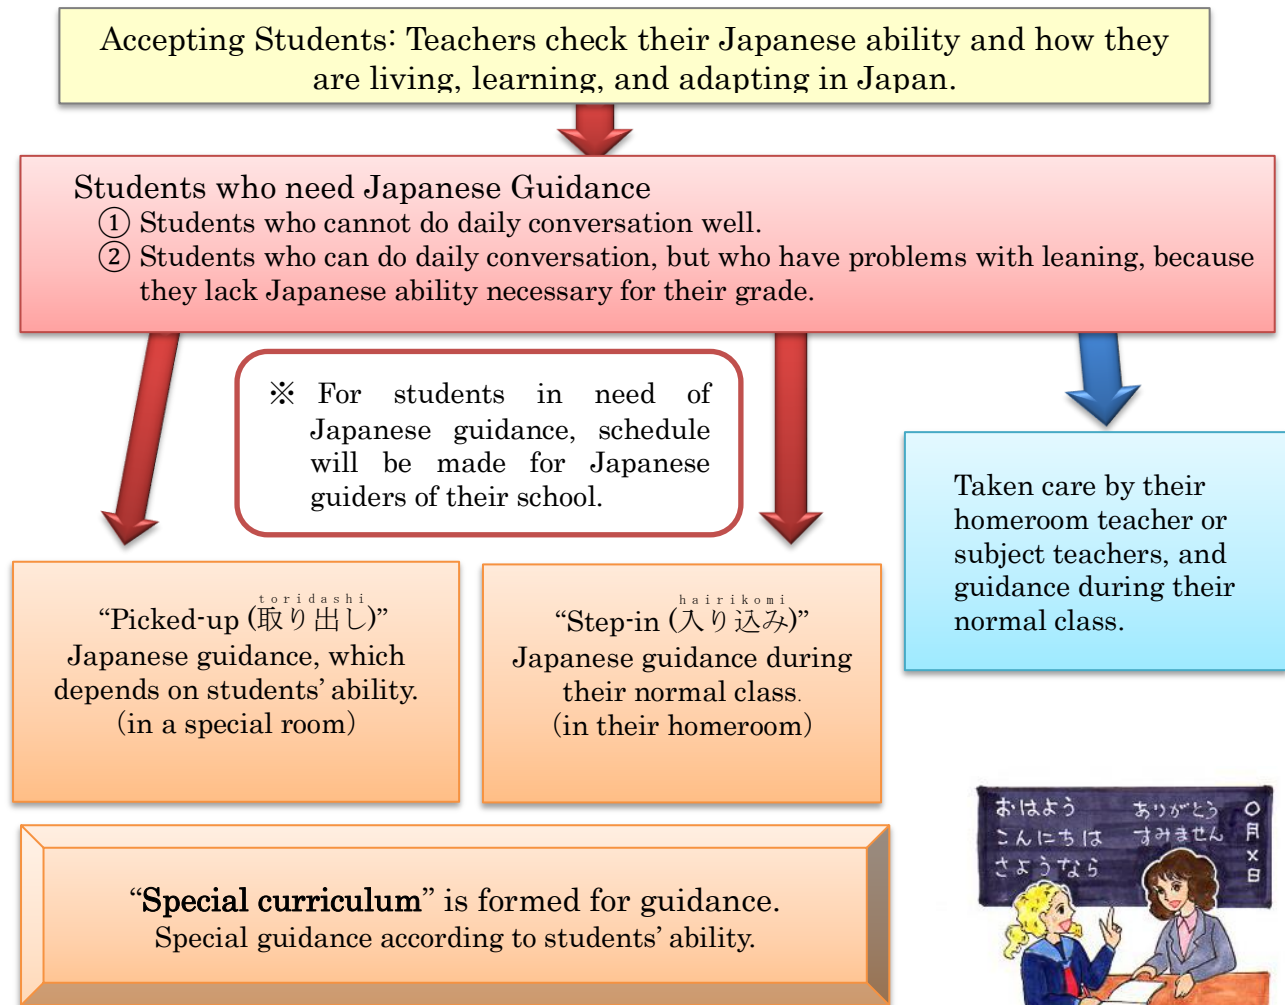 Accepting Students: Teachers check their Japanese ability and how they
are living, learning, and adapting in Japan.
Students who need Japanese Guidance
① Students who cannot do daily conversation well.
② Students who can do daily conversation, but who have problems with leaning, because
they lack Japanese ability necessary for their grade.
※ For students in need of
Japanese guidance, schedule
will be made for Japanese
guiders of their school.
Taken care by their
homeroom teacher or
subject teachers, and
guidance during their
normal class.
toridashi
“Picked-up (取り出し)”
Japanese guidance, which
depends on students’ ability.
(in a special room)
hairikomi
“Step-in (入り込み)”
Japanese guidance during
their normal class.
(in their homeroom)
“Special curriculum” is formed for guidance.
Special guidance according to students’ ability.
おはよう
こんにちは
さようなら
ありがとう
すみません
〇月×日